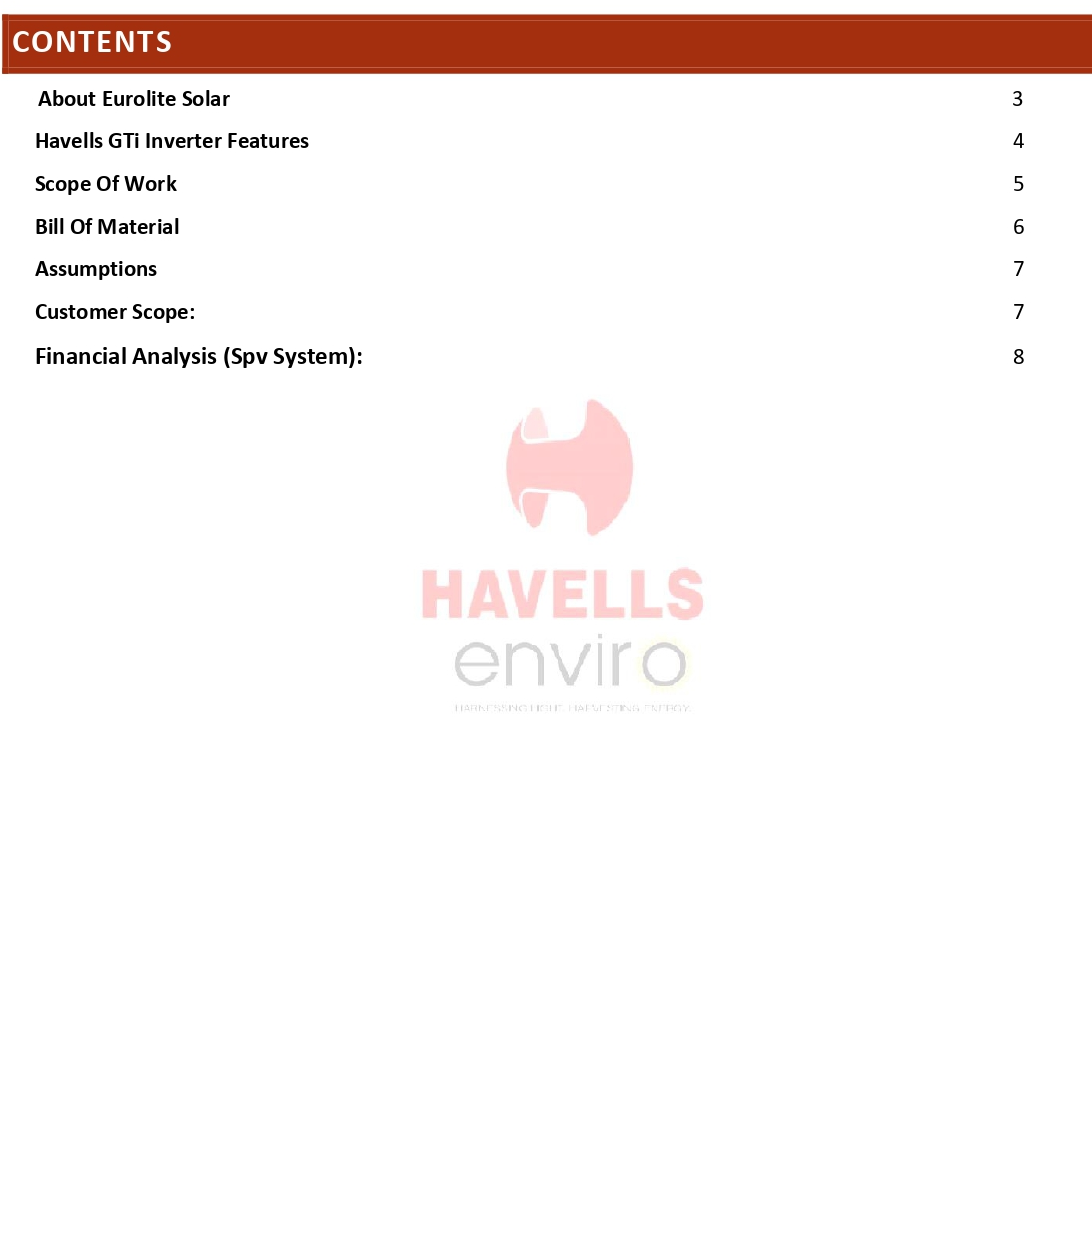 CONTENTS
About Eurolite Solar 3
Havells GTi Inverter Features 4
Scope Of Work 5
Bill Of Material 6
Assumptions 7
Customer Scope: 7
Financial Analysis (Spv System): 8
HAVELLS
enviro
HARNESSING LIGHT. HARVESTING ENERGY.